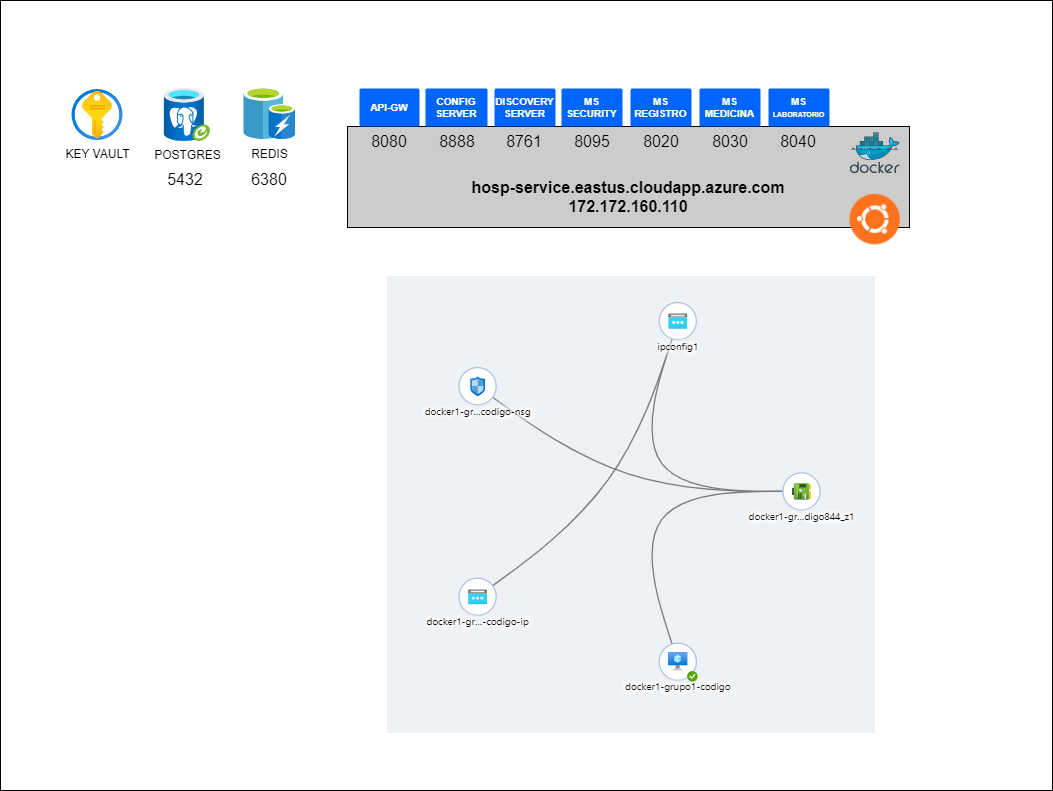 KEY VAULT
POSTGRES
REDIS
5432
6380
API-GW
CONFIG
SERVER
DISCOVERY
SERVER
MS
SECURITY
MS
REGISTRO
MS
MEDICINA
MS
LABORATORIO
8080
8888
8761
8095
8020
8030
8040
docker
hosp-service.eastus.cloudapp.azure.com
172.172.160.110
ipconfig1
docker1-gr...codigo-nsg
docker1-gr...digo844_z1
docker1-gr...-codigo-ip
docker1-grupo1-codigo